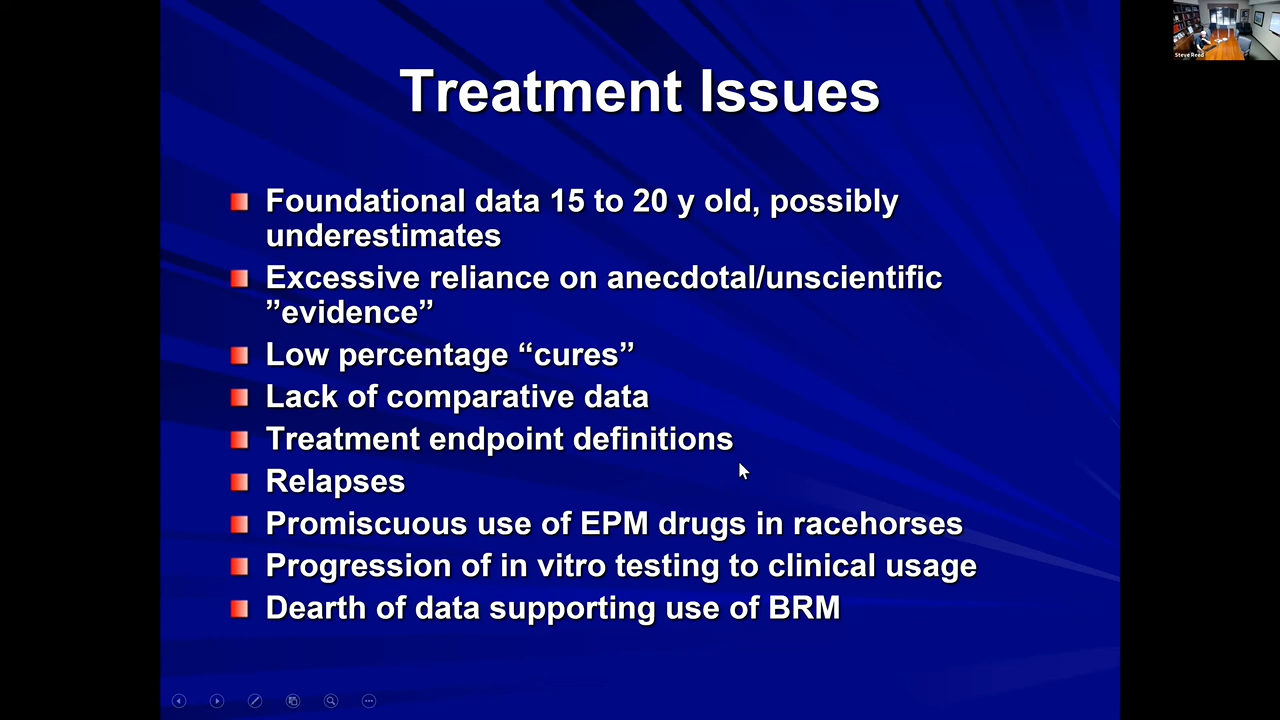 Steve Reed
Treatment Issues
Foundational data 15 to 20 y old, possibly
underestimates
Excessive reliance on anecdotal/unscientific
”evidence”
Low percentage “cures”
Lack of comparative data
Treatment endpoint definitions
Relapses
Promiscuous use of EPM drugs in racehorses
Progression of in vitro testing to clinical usage
Dearth of data supporting use of BRM